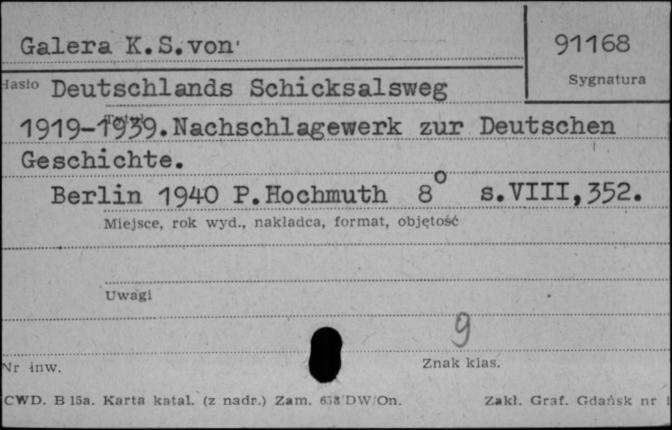 Galera K.S.von
91168
Sygnatura
Hasło Deutschlands Schicksalsweg
1919-1939. Nachschlagewerk zur Deutschen
Geschichte.
Berlin 1940 P.Hochmuth 8° s.VIII,352.
Miejsce, rok wyd., nakładca, format, objętość
Uwagi
9
Nr inw.
Znak klas.
CWD. B 15a. Karta katal. (z nadr.) Zam. DW/On.
Zakł. Graf. Gdańsk nr 1